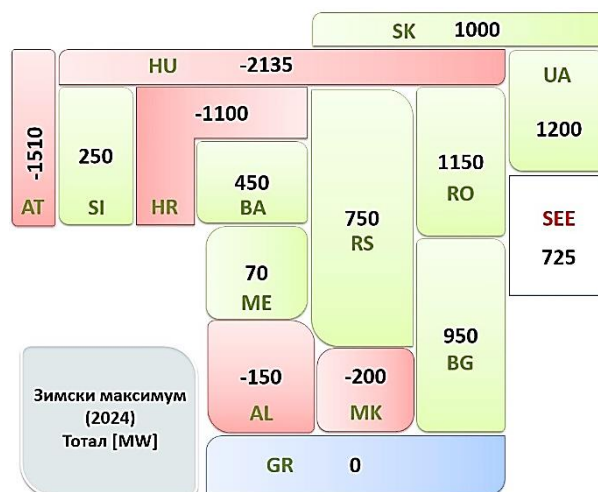 SK 1000
HU -2135
UA
1200
-1510
AT
250
SI
-1100
HR
450
BA
750
RS
1150
RO
SEE
725
70
ME
950
BG
-150
AL
-200
MK
Зимски максимум
(2024)
Тотал [MW]
GR 0